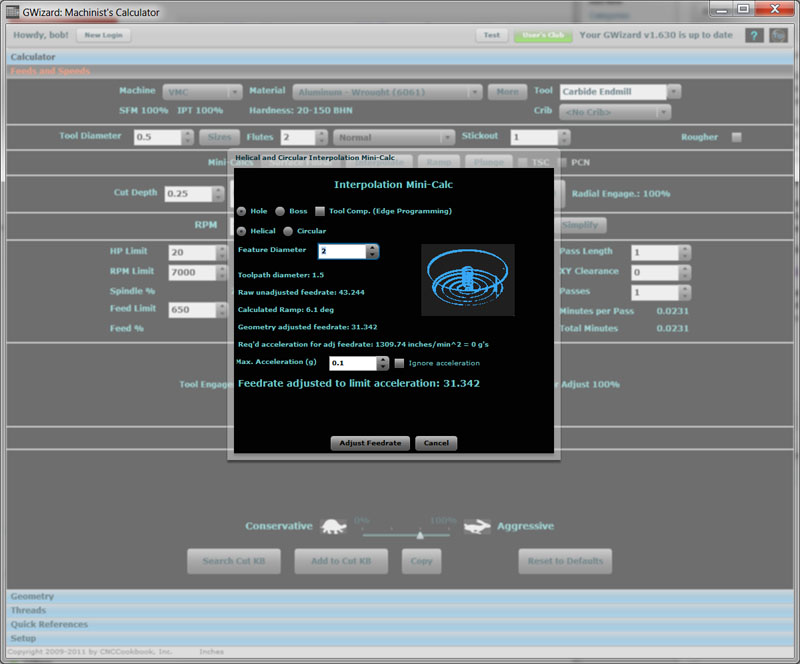 GWizard: Machinist's Calculator
Howdy, bob! New Login Test User's Club Your GWizard v1.630 is up to date ?
Calculator
Feeds and Speeds
Machine VMC Material Aluminum - Wrought (6061) More Tool Carbide Endmill
SFM 100% IPT 100% Hardness: 20-150 BHN Crib <No Crib>
Tool Diameter 0.5 Sizes Flutes 2 Normal Stickout 1 Rougher
Mini-Calcs Ramp Plunge TSC PCN
Helical and Circular Interpolation Mini-Calc
Interpolation Mini-Calc
Cut Depth 0.25 Radial Engage.: 100%
Hole Boss Tool Comp. (Edge Programming)
RPM Simplify
Helical Circular
HP Limit 20 Feature Diameter 2 Pass Length 1
RPM Limit 7000 Toolpath diameter: 1.5 XY Clearance 0
Spindle % Raw unadjusted feedrate: 43.244 Passes 1
Feed Limit 650 Calculated Ramp: 6.1 deg Minutes per Pass 0.0231
Feed % Geometry adjusted feedrate: 31.342 Total Minutes 0.0231
Req'd acceleration for adj feedrate: 1309.74 inches/min^2 = 0 g's
Max. Acceleration (g) 0.1 Ignore acceleration
Feedrate adjusted to limit acceleration: 31.342
Tool Engage Adjust 100%
Adjust Feedrate Cancel
Conservative 0% 100% Aggressive
Search Cut KB Add to Cut KB Copy Reset to Defaults
Geometry
Threads
Quick References
Setup
Copyright 2009-2011 by CNCCookbook, Inc. Inches